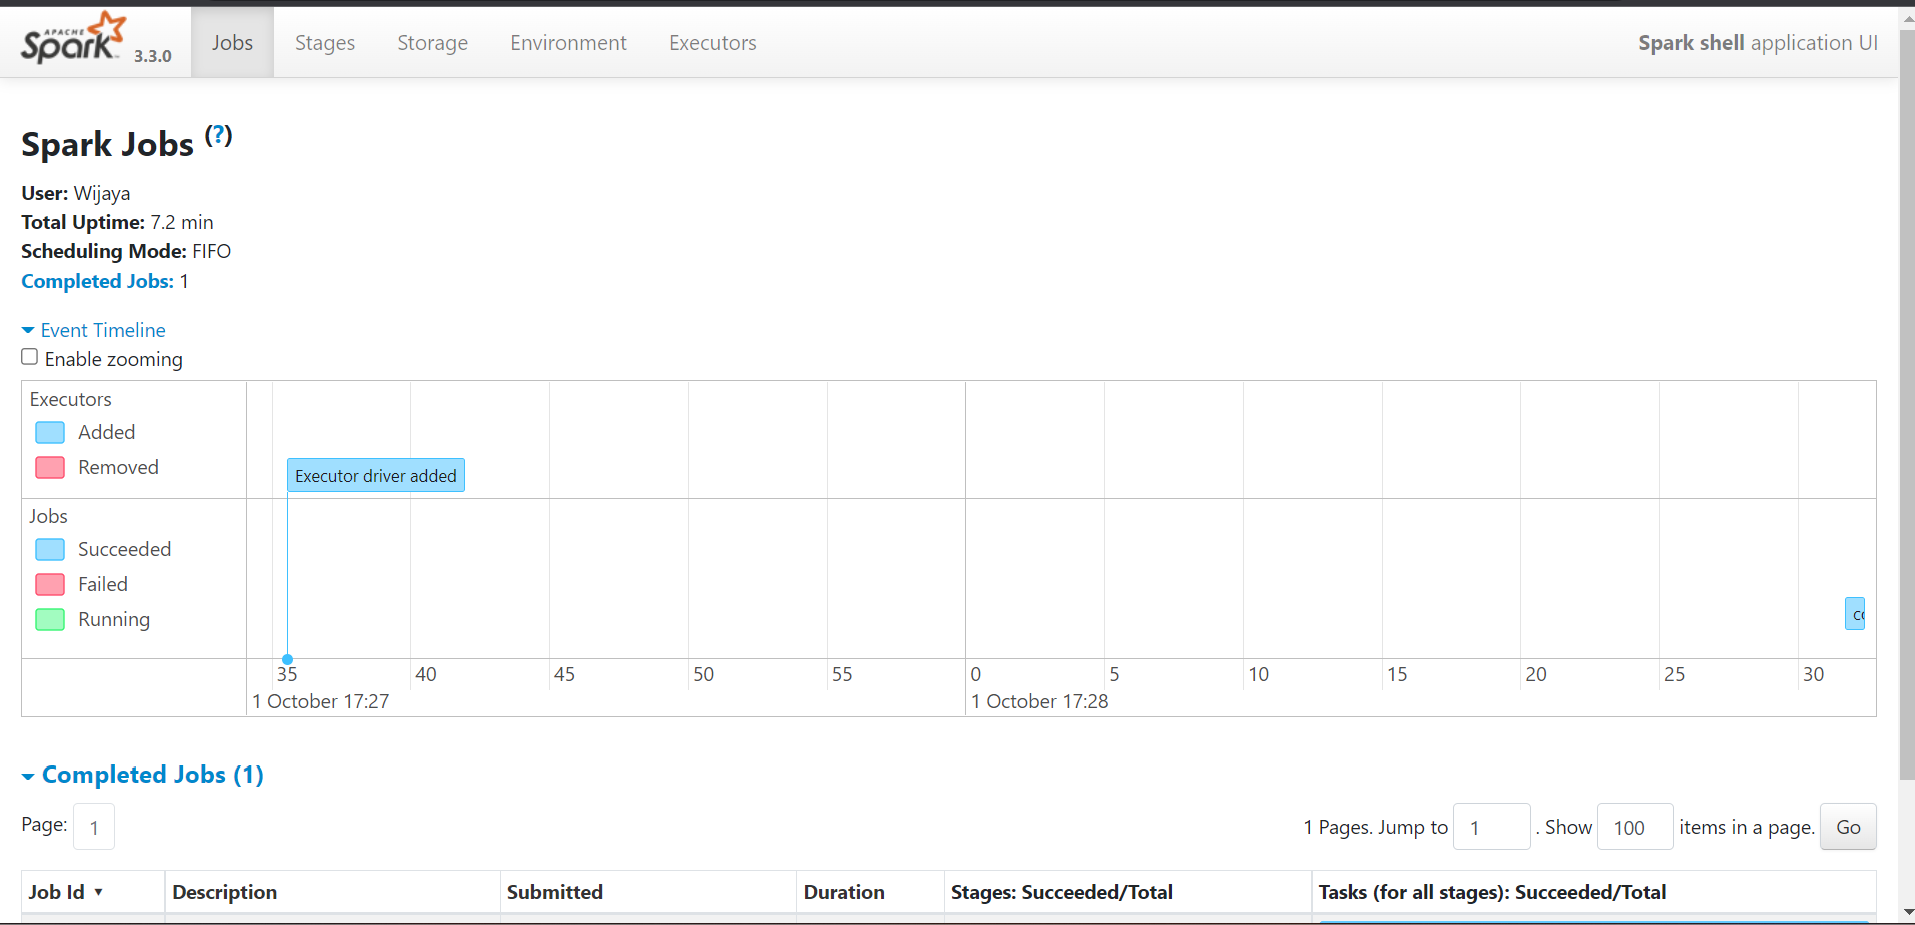 APACHE
Spark 3.3.0 Jobs Stages Storage Environment Executors Spark shell application UI
Spark Jobs (?)
User: Wijaya
Total Uptime: 7.2 min
Scheduling Mode: FIFO
Completed Jobs: 1
Event Timeline
Enable zooming
Executors
Added
Removed
Executor driver added
Jobs
Succeeded
Failed
Running
35 40 45 50 55 0 5 10 15 20 25 30
1 October 17:27 1 October 17:28
Completed Jobs (1)
Page: 1 1 Pages. Jump to 1 . Show 100 items in a page. Go
Job Id ▾ Description Submitted Duration Stages: Succeeded/Total Tasks (for all stages): Succeeded/Total